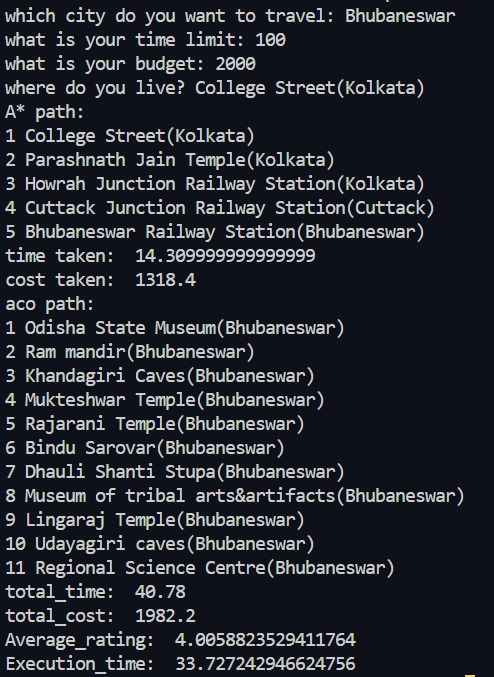 which city do you want to travel: Bhubaneswar
what is your time limit: 100
what is your budget: 2000
where do you live? College Street(Kolkata)
A* path:
1 College Street(Kolkata)
2 Parashnath Jain Temple(Kolkata)
3 Howrah Junction Railway Station(Kolkata)
4 Cuttack Junction Railway Station(Cuttack)
5 Bhubaneswar Railway Station(Bhubaneswar)
time taken:  14.309999999999999
cost taken:  1318.4
aco path:
1 Odisha State Museum(Bhubaneswar)
2 Ram mandir(Bhubaneswar)
3 Khandagiri Caves(Bhubaneswar)
4 Mukteshwar Temple(Bhubaneswar)
5 Rajarani Temple(Bhubaneswar)
6 Bindu Sarovar(Bhubaneswar)
7 Dhauli Shanti Stupa(Bhubaneswar)
8 Museum of tribal arts&artifacts(Bhubaneswar)
9 Lingaraj Temple(Bhubaneswar)
10 Udayagiri caves(Bhubaneswar)
11 Regional Science Centre(Bhubaneswar)
total_time:  40.78
total_cost:  1982.2
Average_rating:  4.0058823529411764
Execution_time:  33.727242946624756